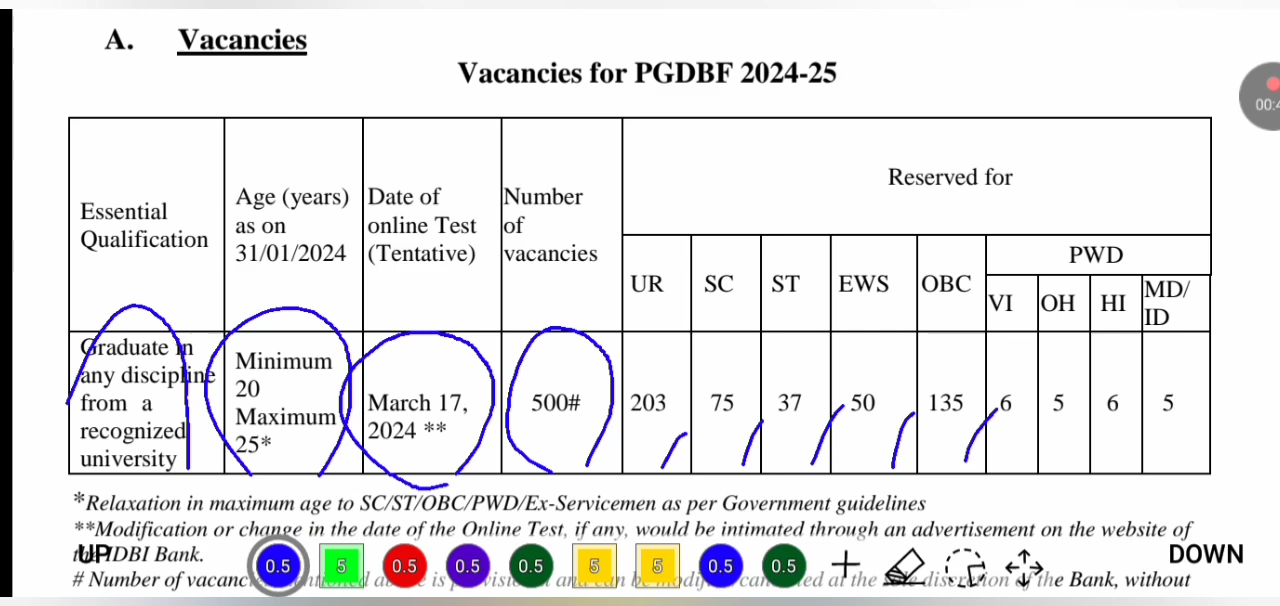 A. Vacancies
Vacancies for PGDBF 2024-25
Essential Qualification
Age (years) as on 31/01/2024
Date of online Test (Tentative)
Number of vacancies
Reserved for
UR SC ST EWS OBC PWD
VI OH HI MD/ ID
Graduate in any discipline from a recognized university
Minimum 20 Maximum 25*
March 17, 2024 **
500#
203 75 37 50 135 6 5 6 5
*Relaxation in maximum age to SC/ST/OBC/PWD/Ex-Servicemen as per Government guidelines
**Modification or change in the date of the Online Test, if any, would be intimated through an advertisement on the website of
the IDBI Bank.
# Number of the Bank, without
UP
0.5 5 0.5 0.5 0.5 5 5 0.5 0.5
DOWN
00:4